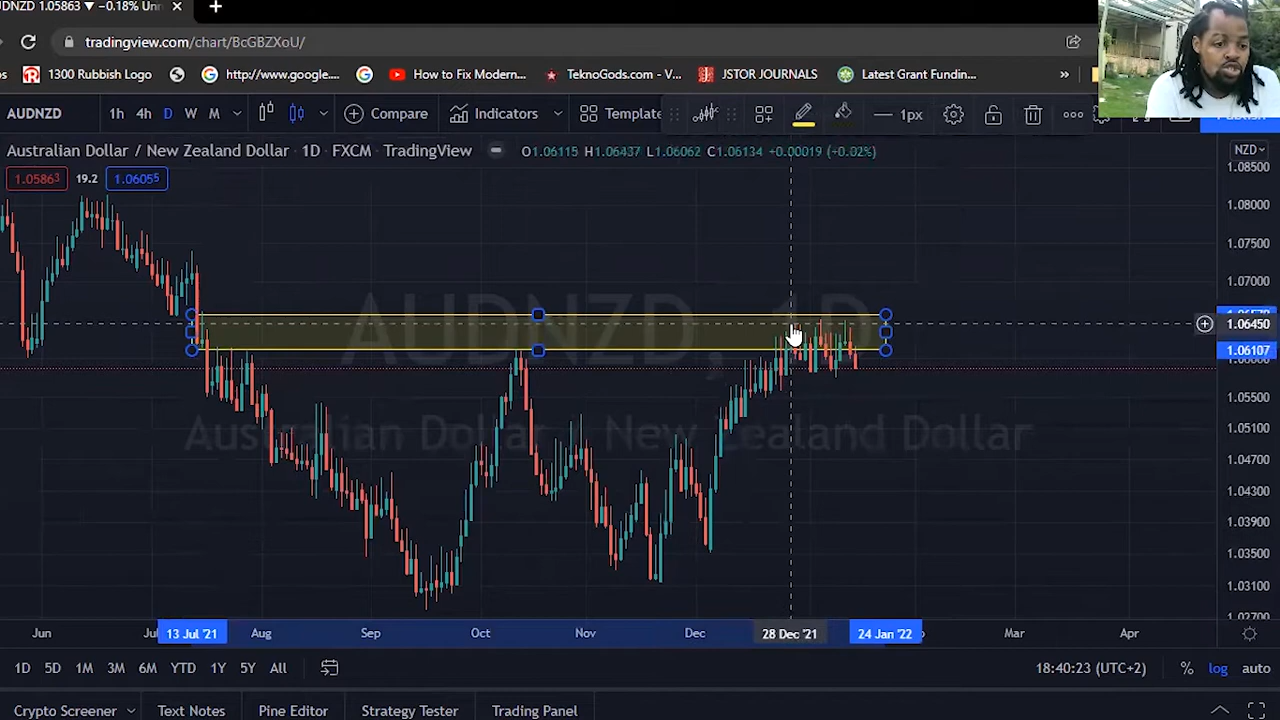 UDNZD 1.05863 ▼ −0.18% Unn
tradingview.com/chart/BcGBZXoU/
os 1300 Rubbish Logo http://www.google.... How to Fix Modern... TeknoGods.com - V... JSTOR JOURNALS Latest Grant Fundin... »
AUDNZD 1h 4h D W M Compare Indicators Template 1px
Publish
Australian Dollar / New Zealand Dollar · 1D · FXCM · TradingView O1.06115 H1.06437 L1.06062 C1.06134 +0.00019 (+0.02%) NZD
1.05863 19.2 1.06055
1.08500
1.08000
1.07500
1.07000
AUDNZD, 1D
1.06450
1.06107
1.05500
1.05100
Australian Dollar / New Zealand Dollar
1.04700
1.04300
1.03900
1.03500
1.03100
1.02700
Jun 13 Jul '21 Aug Sep Oct Nov Dec 28 Dec '21 24 Jan '22 Mar Apr
1D 5D 1M 3M 6M YTD 1Y 5Y All 18:40:23 (UTC+2) % log auto
Crypto Screener Text Notes Pine Editor Strategy Tester Trading Panel